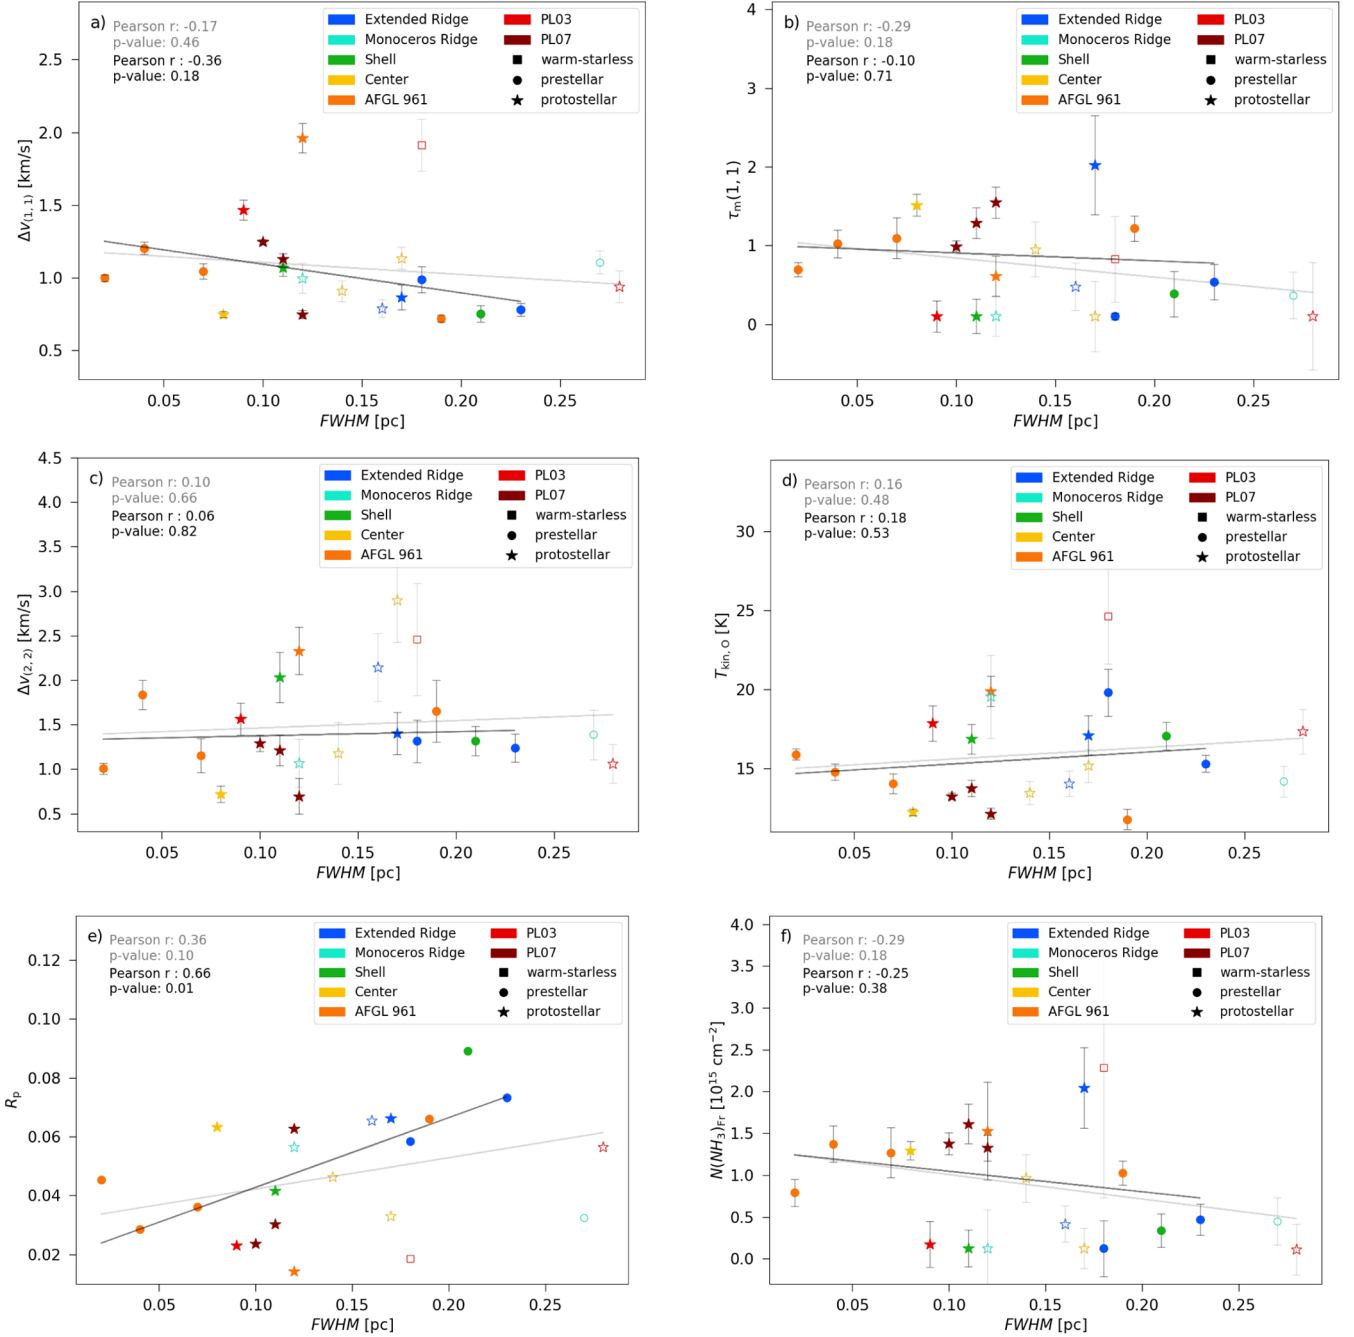 a)
Pearson r: -0.17
p-value: 0.46
Pearson r : -0.36
p-value: 0.18
Extended Ridge
Monoceros Ridge
Shell
Center
AFGL 961
PL03
PL07
warm-starless
prestellar
protostellar
2.5
2.0
1.5
1.0
0.5
Δv(1, 1) [km/s]
0.05 0.10 0.15 0.20 0.25
FWHM [pc]
b)
Pearson r: -0.29
p-value: 0.18
Pearson r : -0.10
p-value: 0.71
Extended Ridge
Monoceros Ridge
Shell
Center
AFGL 961
PL03
PL07
warm-starless
prestellar
protostellar
4
3
2
1
0
τm(1, 1)
0.05 0.10 0.15 0.20 0.25
FWHM [pc]
c)
Pearson r: 0.10
p-value: 0.66
Pearson r : 0.06
p-value: 0.82
Extended Ridge
Monoceros Ridge
Shell
Center
AFGL 961
PL03
PL07
warm-starless
prestellar
protostellar
4.5
4.0
3.5
3.0
2.5
2.0
1.5
1.0
0.5
Δv(2, 2) [km/s]
0.05 0.10 0.15 0.20 0.25
FWHM [pc]
d)
Pearson r: 0.16
p-value: 0.48
Pearson r : 0.18
p-value: 0.53
Extended Ridge
Monoceros Ridge
Shell
Center
AFGL 961
PL03
PL07
warm-starless
prestellar
protostellar
30
25
20
15
Tkin, O [K]
0.05 0.10 0.15 0.20 0.25
FWHM [pc]
e)
Pearson r: 0.36
p-value: 0.10
Pearson r : 0.66
p-value: 0.01
Extended Ridge
Monoceros Ridge
Shell
Center
AFGL 961
PL03
PL07
warm-starless
prestellar
protostellar
0.12
0.10
0.08
0.06
0.04
0.02
Rp
0.05 0.10 0.15 0.20 0.25
FWHM [pc]
f)
Pearson r: -0.29
p-value: 0.18
Pearson r : -0.25
p-value: 0.38
Extended Ridge
Monoceros Ridge
Shell
Center
AFGL 961
PL03
PL07
warm-starless
prestellar
protostellar
4.0
3.5
3.0
2.5
2.0
1.5
1.0
0.5
0.0
N(NH₃)Fr [10¹⁵ cm⁻²]
0.05 0.10 0.15 0.20 0.25
FWHM [pc]